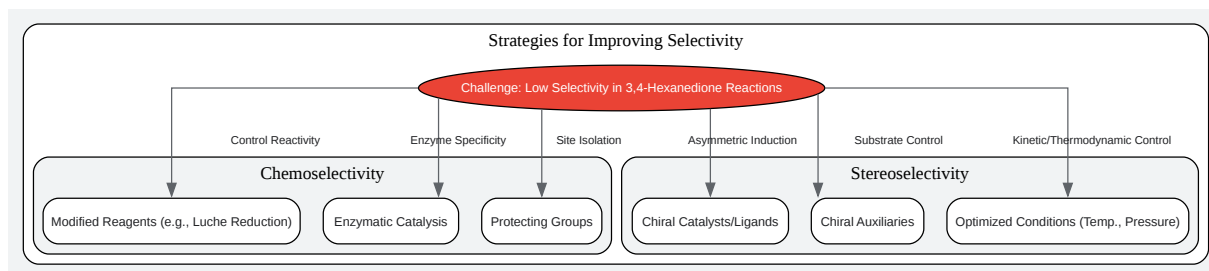 Strategies for Improving Selectivity
Challenge: Low Selectivity in 3,4-Hexanedione Reactions
Control Reactivity
Enzyme Specificity
Site Isolation
Asymmetric Induction
Substrate Control
Kinetic/Thermodynamic Control
Chemoselectivity
Stereoselectivity
Modified Reagents (e.g., Luche Reduction)
Enzymatic Catalysis
Protecting Groups
Chiral Catalysts/Ligands
Chiral Auxiliaries
Optimized Conditions (Temp., Pressure)